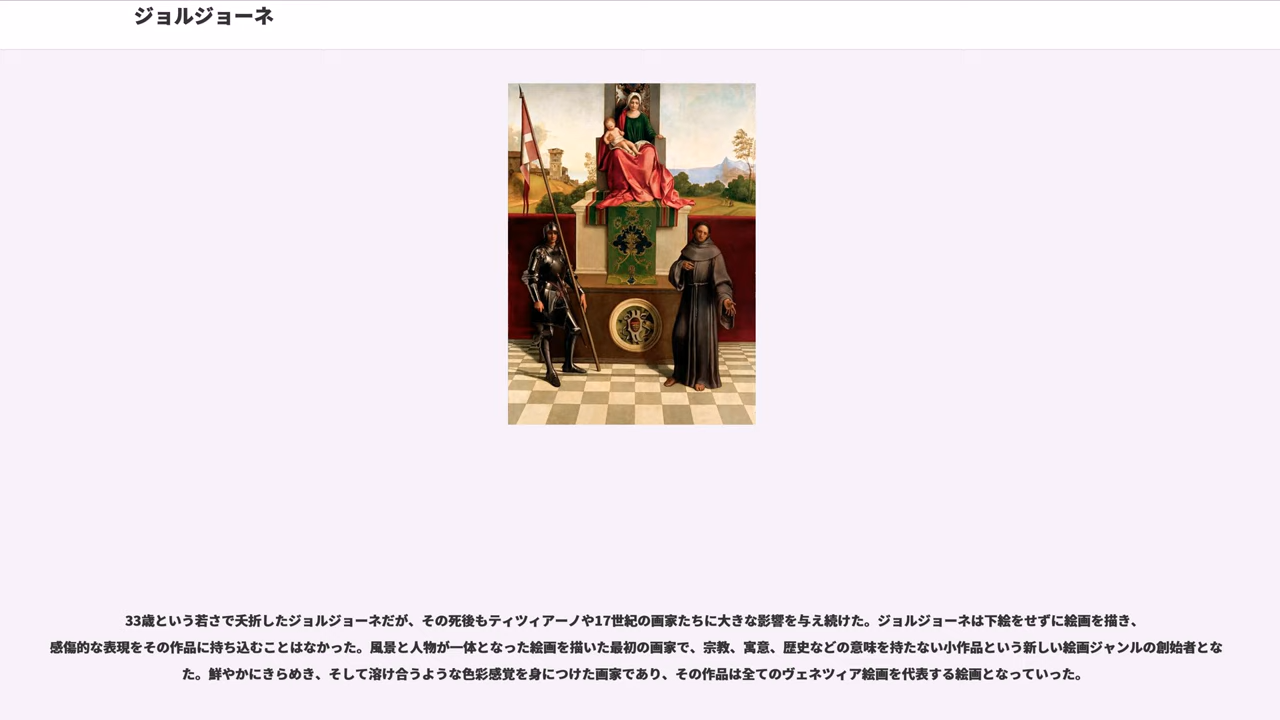 ジョルジョーネ
33歳という若さで夭折したジョルジョーネだが、その死後もティツィアーノや17世紀の画家たちに大きな影響を与え続けた。ジョルジョーネは下絵をせずに絵画を描き、
感傷的な表現をその作品に持ち込むことはなかった。風景と人物が一体となった絵画を描いた最初の画家で、宗教、寓意、歴史などの意味を持たない小作品という新しい絵画ジャンルの創始者とな
た。鮮やかにきらめき、そして溶け合うような色彩感覚を身につけた画家であり、その作品は全てのヴェネツィア絵画を代表する絵画となっていった。